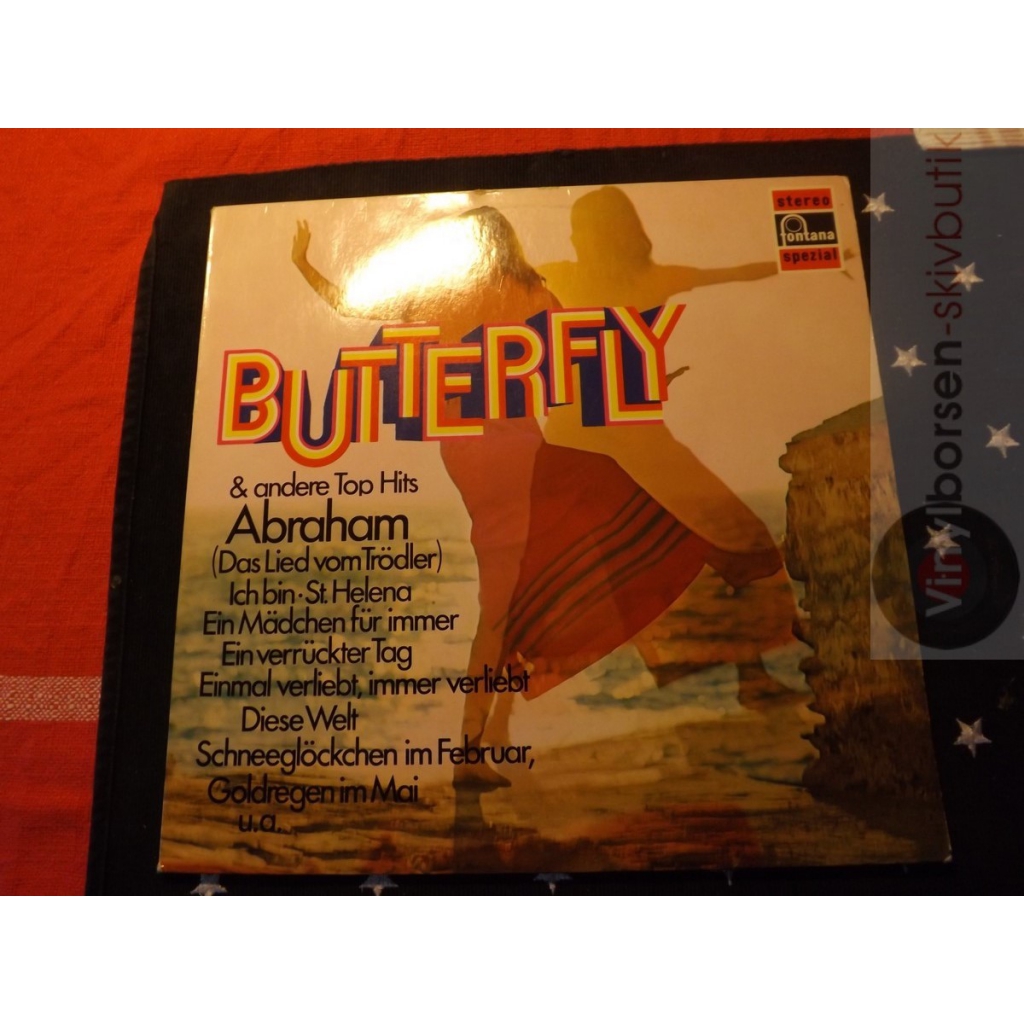 stereo
fontana
spezial
BUTTERFLY
& andere Top Hits
Abraham
(Das Lied vom Trödler)
Ich bin · St. Helena
Ein Mädchen für immer
Ein verrückter Tag
Einmal verliebt, immer verliebt
Diese Welt
Schneeglöckchen im Februar,
Goldregen im Mai
u.a.
Vinylborsen-skivbutik